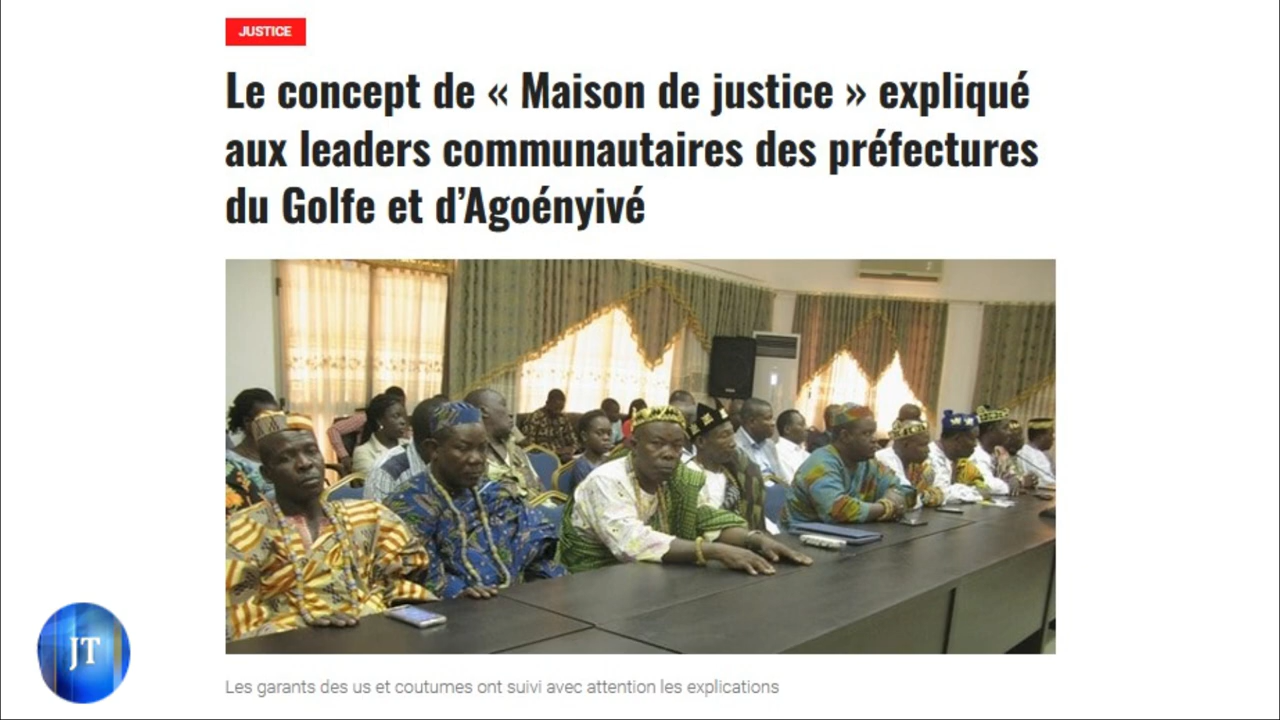 JUSTICE
Le concept de « Maison de justice » expliqué
aux leaders communautaires des préfectures
du Golfe et d’Agoényivé
Les garants des us et coutumes ont suivi avec attention les explications
JT